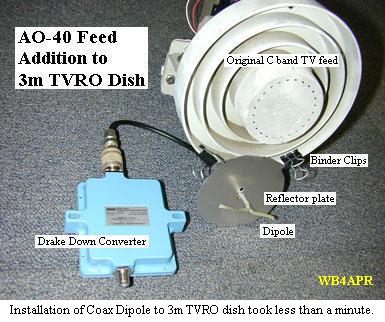 AO-40 Feed
Addition to
3m TVRO Dish
Original C band TV feed
Binder Clips
Reflector plate
Dipole
Drake Down Converter
WB4APR
Installation of Coax Dipole to 3m TVRO dish took less than a minute.